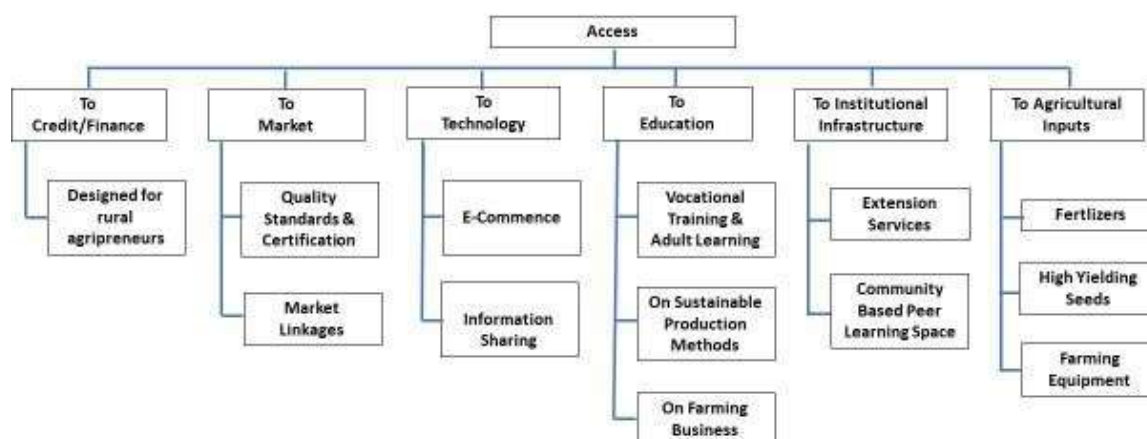 Access
To
Credit/Finance
To
Market
To
Technology
To
Education
To Institutional
Infrastructure
To Agricultural
Inputs
Designed for
rural
agripreneurs
Quality
Standards &
Certification
Market
Linkages
E-Commence
Information
Sharing
Vocational
Training &
Adult Learning
On Sustainable
Production
Methods
On Farming
Business
Extension
Services
Community
Based Peer
Learning Space
Fertlizers
High Yielding
Seeds
Farming
Equipment